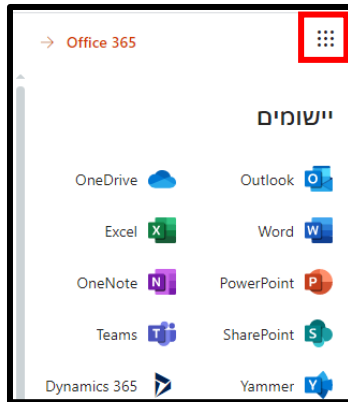 Office 365
יישומים
Outlook OneDrive
Word Excel
PowerPoint OneNote
SharePoint Teams
Yammer Dynamics 365